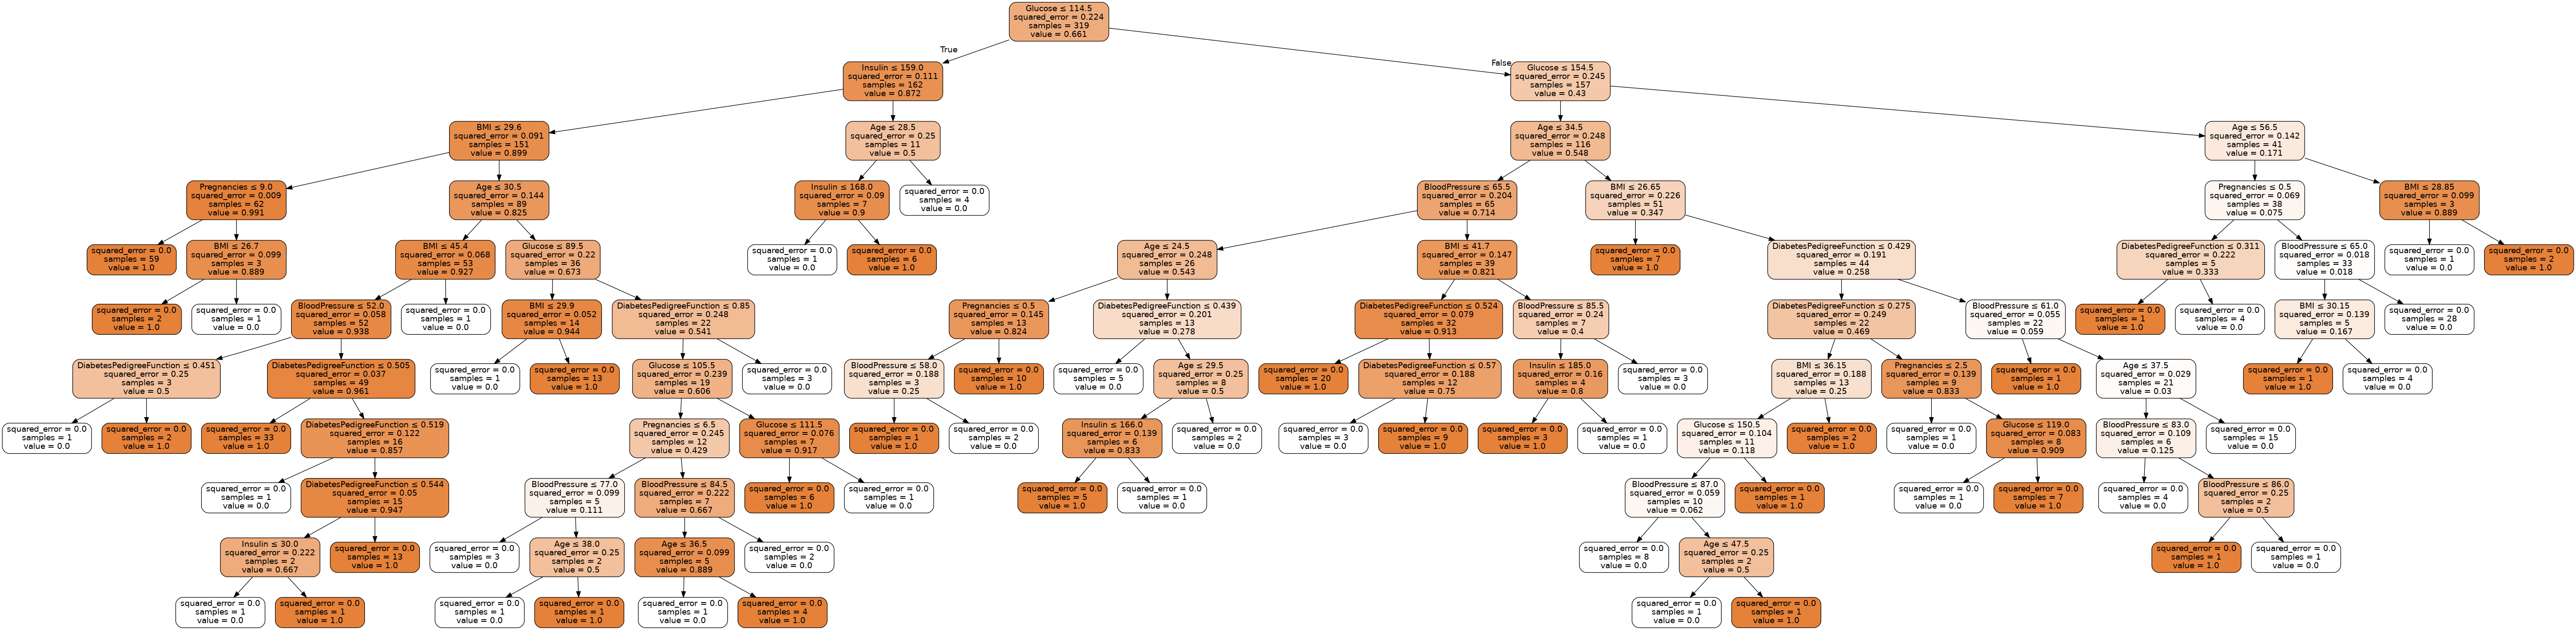 Glucose ≤ 114.5
squared_error = 0.224
samples = 319
value = 0.661
True
False
Insulin ≤ 159.0
squared_error = 0.111
samples = 162
value = 0.872
Glucose ≤ 154.5
squared_error = 0.245
samples = 157
value = 0.43
BMI ≤ 29.6
squared_error = 0.091
samples = 151
value = 0.899
Age ≤ 28.5
squared_error = 0.25
samples = 11
value = 0.5
Age ≤ 34.5
squared_error = 0.248
samples = 116
value = 0.548
Age ≤ 56.5
squared_error = 0.142
samples = 41
value = 0.171
Pregnancies ≤ 9.0
squared_error = 0.009
samples = 62
value = 0.991
Age ≤ 30.5
squared_error = 0.144
samples = 89
value = 0.825
Insulin ≤ 168.0
squared_error = 0.09
samples = 7
value = 0.9
squared_error = 0.0
samples = 4
value = 0.0
BloodPressure ≤ 65.5
squared_error = 0.204
samples = 65
value = 0.714
BMI ≤ 26.65
squared_error = 0.226
samples = 51
value = 0.347
Pregnancies ≤ 0.5
squared_error = 0.069
samples = 38
value = 0.075
BMI ≤ 28.85
squared_error = 0.099
samples = 3
value = 0.889
squared_error = 0.0
samples = 59
value = 1.0
BMI ≤ 26.7
squared_error = 0.099
samples = 3
value = 0.889
BMI ≤ 45.4
squared_error = 0.068
samples = 53
value = 0.927
Glucose ≤ 89.5
squared_error = 0.22
samples = 36
value = 0.673
squared_error = 0.0
samples = 1
value = 0.0
squared_error = 0.0
samples = 6
value = 1.0
Age ≤ 24.5
squared_error = 0.248
samples = 26
value = 0.543
BMI ≤ 41.7
squared_error = 0.147
samples = 39
value = 0.821
squared_error = 0.0
samples = 7
value = 1.0
DiabetesPedigreeFunction ≤ 0.429
squared_error = 0.191
samples = 44
value = 0.258
DiabetesPedigreeFunction ≤ 0.311
squared_error = 0.222
samples = 5
value = 0.333
BloodPressure ≤ 65.0
squared_error = 0.018
samples = 33
value = 0.018
squared_error = 0.0
samples = 1
value = 0.0
squared_error = 0.0
samples = 2
value = 1.0
squared_error = 0.0
samples = 2
value = 1.0
squared_error = 0.0
samples = 1
value = 0.0
BloodPressure ≤ 52.0
squared_error = 0.058
samples = 52
value = 0.938
squared_error = 0.0
samples = 1
value = 0.0
BMI ≤ 29.9
squared_error = 0.052
samples = 14
value = 0.944
DiabetesPedigreeFunction ≤ 0.85
squared_error = 0.248
samples = 22
value = 0.541
Pregnancies ≤ 0.5
squared_error = 0.145
samples = 13
value = 0.824
DiabetesPedigreeFunction ≤ 0.439
squared_error = 0.201
samples = 13
value = 0.278
DiabetesPedigreeFunction ≤ 0.524
squared_error = 0.079
samples = 32
value = 0.913
BloodPressure ≤ 85.5
squared_error = 0.24
samples = 7
value = 0.4
DiabetesPedigreeFunction ≤ 0.275
squared_error = 0.249
samples = 22
value = 0.469
BloodPressure ≤ 61.0
squared_error = 0.055
samples = 22
value = 0.059
squared_error = 0.0
samples = 1
value = 1.0
squared_error = 0.0
samples = 4
value = 0.0
BMI ≤ 30.15
squared_error = 0.139
samples = 5
value = 0.167
squared_error = 0.0
samples = 28
value = 0.0
DiabetesPedigreeFunction ≤ 0.451
squared_error = 0.25
samples = 3
value = 0.5
DiabetesPedigreeFunction ≤ 0.505
squared_error = 0.037
samples = 49
value = 0.961
squared_error = 0.0
samples = 1
value = 0.0
squared_error = 0.0
samples = 13
value = 1.0
Glucose ≤ 105.5
squared_error = 0.239
samples = 19
value = 0.606
squared_error = 0.0
samples = 3
value = 0.0
BloodPressure ≤ 58.0
squared_error = 0.188
samples = 3
value = 0.25
squared_error = 0.0
samples = 10
value = 1.0
squared_error = 0.0
samples = 5
value = 0.0
Age ≤ 29.5
squared_error = 0.25
samples = 8
value = 0.5
squared_error = 0.0
samples = 20
value = 1.0
DiabetesPedigreeFunction ≤ 0.57
squared_error = 0.188
samples = 12
value = 0.75
Insulin ≤ 185.0
squared_error = 0.16
samples = 4
value = 0.8
squared_error = 0.0
samples = 3
value = 0.0
BMI ≤ 36.15
squared_error = 0.188
samples = 13
value = 0.25
Pregnancies ≤ 2.5
squared_error = 0.139
samples = 9
value = 0.833
squared_error = 0.0
samples = 1
value = 1.0
Age ≤ 37.5
squared_error = 0.029
samples = 21
value = 0.03
squared_error = 0.0
samples = 1
value = 1.0
squared_error = 0.0
samples = 4
value = 0.0
squared_error = 0.0
samples = 1
value = 0.0
squared_error = 0.0
samples = 2
value = 1.0
squared_error = 0.0
samples = 33
value = 1.0
DiabetesPedigreeFunction ≤ 0.519
squared_error = 0.122
samples = 16
value = 0.857
Pregnancies ≤ 6.5
squared_error = 0.245
samples = 12
value = 0.429
Glucose ≤ 111.5
squared_error = 0.076
samples = 7
value = 0.917
squared_error = 0.0
samples = 1
value = 1.0
squared_error = 0.0
samples = 2
value = 0.0
Insulin ≤ 166.0
squared_error = 0.139
samples = 6
value = 0.833
squared_error = 0.0
samples = 2
value = 0.0
squared_error = 0.0
samples = 3
value = 0.0
squared_error = 0.0
samples = 9
value = 1.0
squared_error = 0.0
samples = 3
value = 1.0
squared_error = 0.0
samples = 1
value = 0.0
Glucose ≤ 150.5
squared_error = 0.104
samples = 11
value = 0.118
squared_error = 0.0
samples = 2
value = 1.0
squared_error = 0.0
samples = 1
value = 0.0
Glucose ≤ 119.0
squared_error = 0.083
samples = 8
value = 0.909
BloodPressure ≤ 83.0
squared_error = 0.109
samples = 6
value = 0.125
squared_error = 0.0
samples = 15
value = 0.0
squared_error = 0.0
samples = 1
value = 0.0
DiabetesPedigreeFunction ≤ 0.544
squared_error = 0.05
samples = 15
value = 0.947
BloodPressure ≤ 77.0
squared_error = 0.099
samples = 5
value = 0.111
BloodPressure ≤ 84.5
squared_error = 0.222
samples = 7
value = 0.667
squared_error = 0.0
samples = 6
value = 1.0
squared_error = 0.0
samples = 1
value = 0.0
squared_error = 0.0
samples = 5
value = 1.0
squared_error = 0.0
samples = 1
value = 0.0
BloodPressure ≤ 87.0
squared_error = 0.059
samples = 10
value = 0.062
squared_error = 0.0
samples = 1
value = 1.0
squared_error = 0.0
samples = 1
value = 0.0
squared_error = 0.0
samples = 7
value = 1.0
squared_error = 0.0
samples = 4
value = 0.0
BloodPressure ≤ 86.0
squared_error = 0.25
samples = 2
value = 0.5
Insulin ≤ 30.0
squared_error = 0.222
samples = 2
value = 0.667
squared_error = 0.0
samples = 13
value = 1.0
squared_error = 0.0
samples = 3
value = 0.0
Age ≤ 38.0
squared_error = 0.25
samples = 2
value = 0.5
Age ≤ 36.5
squared_error = 0.099
samples = 5
value = 0.889
squared_error = 0.0
samples = 2
value = 0.0
squared_error = 0.0
samples = 8
value = 0.0
Age ≤ 47.5
squared_error = 0.25
samples = 2
value = 0.5
squared_error = 0.0
samples = 1
value = 1.0
squared_error = 0.0
samples = 1
value = 0.0
squared_error = 0.0
samples = 1
value = 0.0
squared_error = 0.0
samples = 1
value = 1.0
squared_error = 0.0
samples = 1
value = 0.0
squared_error = 0.0
samples = 1
value = 1.0
squared_error = 0.0
samples = 1
value = 0.0
squared_error = 0.0
samples = 4
value = 1.0
squared_error = 0.0
samples = 1
value = 0.0
squared_error = 0.0
samples = 1
value = 1.0